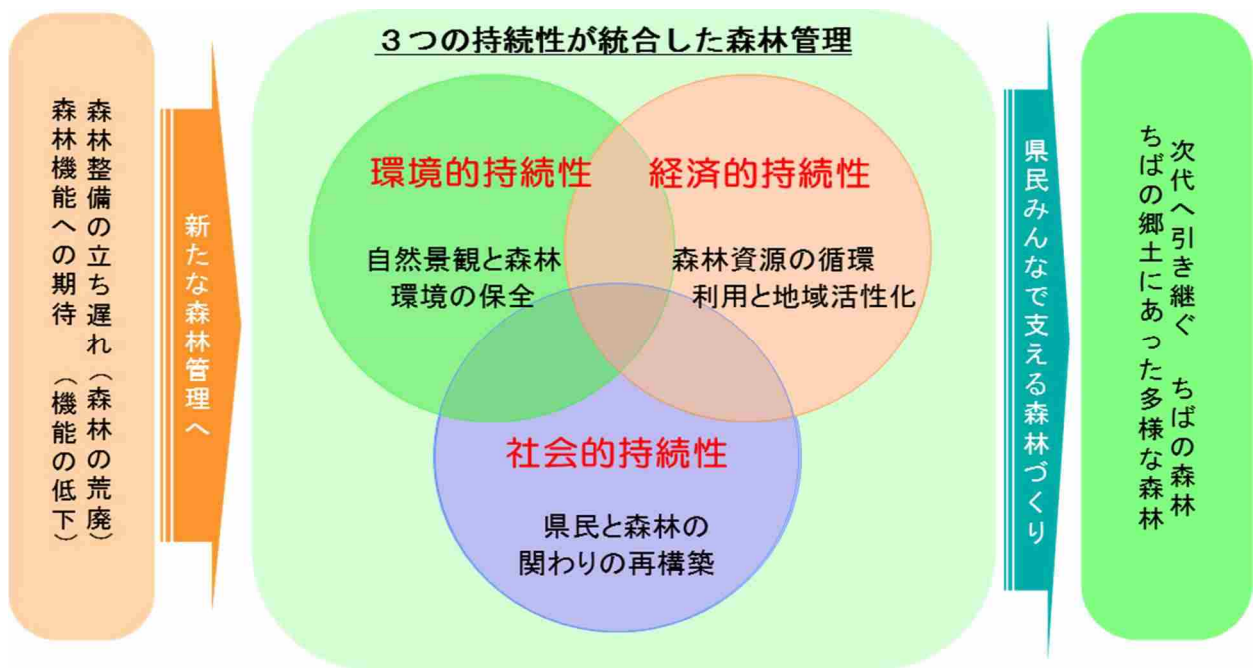 ３つの持続性が統合した森林管理
森林整備の立ち遅れ（森林の荒廃）
森林機能への期待　（機能の低下）
新たな森林管理へ
環境的持続性
自然景観と森林
環境の保全
経済的持続性
森林資源の循環
利用と地域活性化
社会的持続性
県民と森林の
関わりの再構築
県民みんなで支える森林づくり
次代へ引き継ぐ　ちばの森林
ちばの郷土にあった多様な森林